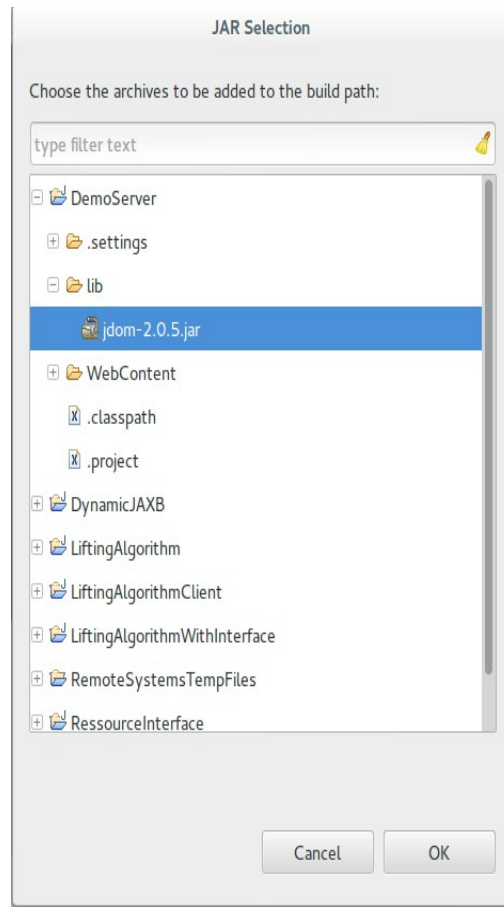 JAR Selection
Choose the archives to be added to the build path:
type filter text
DemoServer
.settings
lib
jdom-2.0.5.jar
WebContent
.classpath
.project
DynamicJAXB
LiftingAlgorithm
LiftingAlgorithmClient
LiftingAlgorithmWithInterface
RemoteSystemsTempFiles
RessourceInterface
Cancel OK